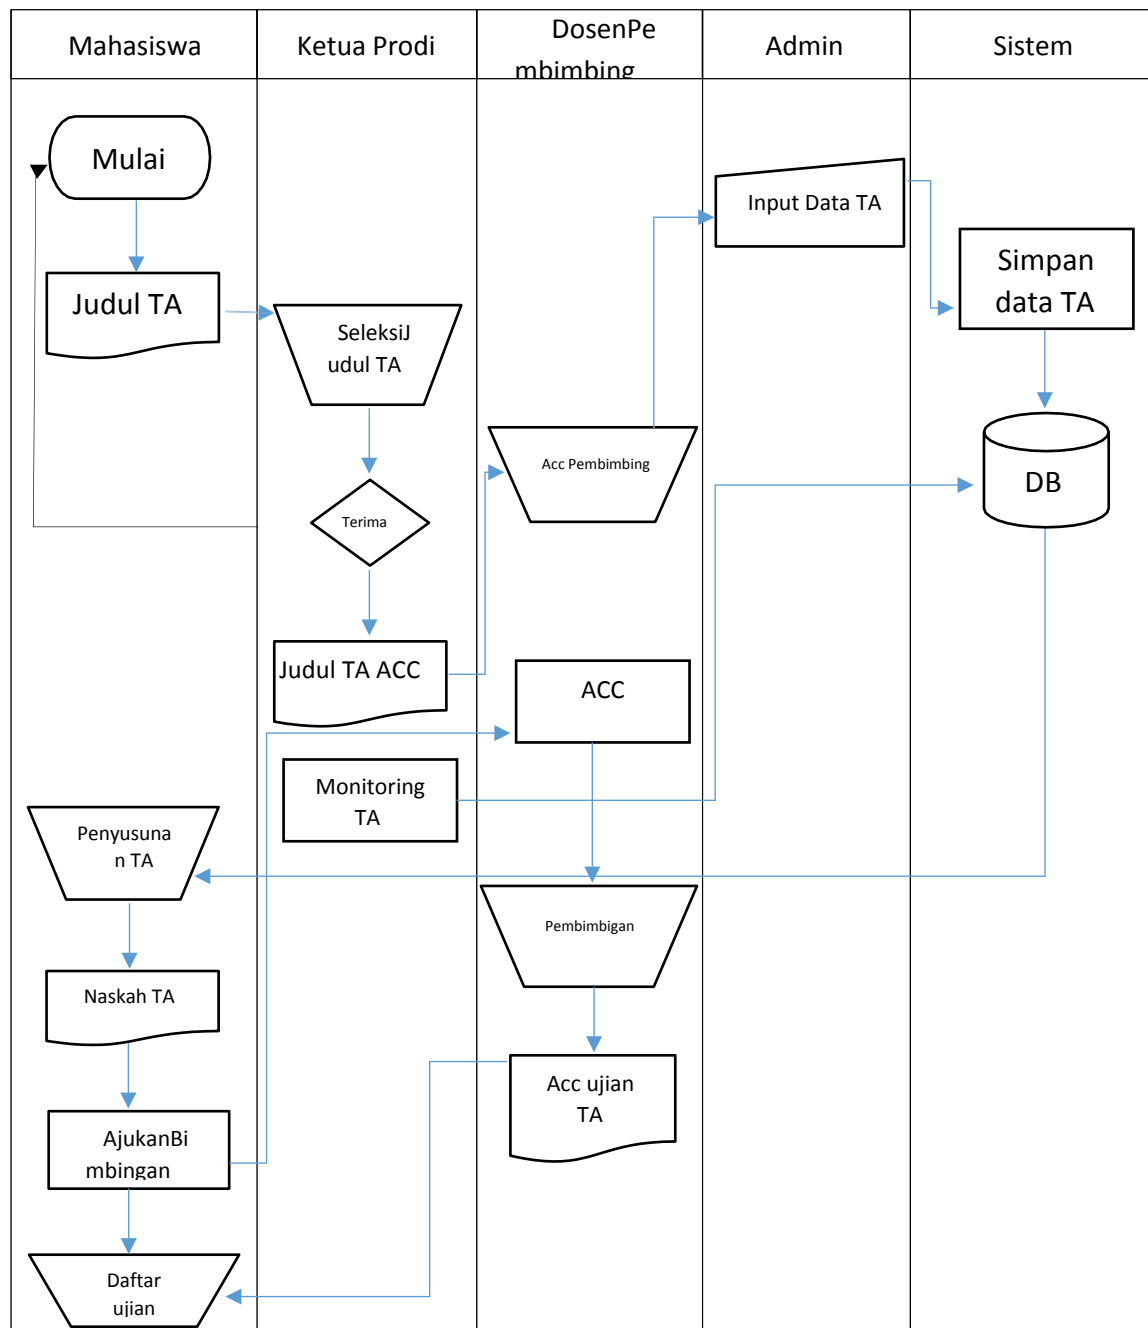 Mahasiswa
Ketua Prodi
DosenPe
mbimbing
Admin
Sistem
Mulai
Input Data TA
Simpan
data TA
Judul TA
SeleksiJ
udul TA
Acc Pembimbing
DB
Terima
Judul TA ACC
ACC
Monitoring
TA
Penyusuna
n TA
Pembimbigan
Naskah TA
Acc ujian
TA
AjukanBi
mbingan
Daftar
ujian